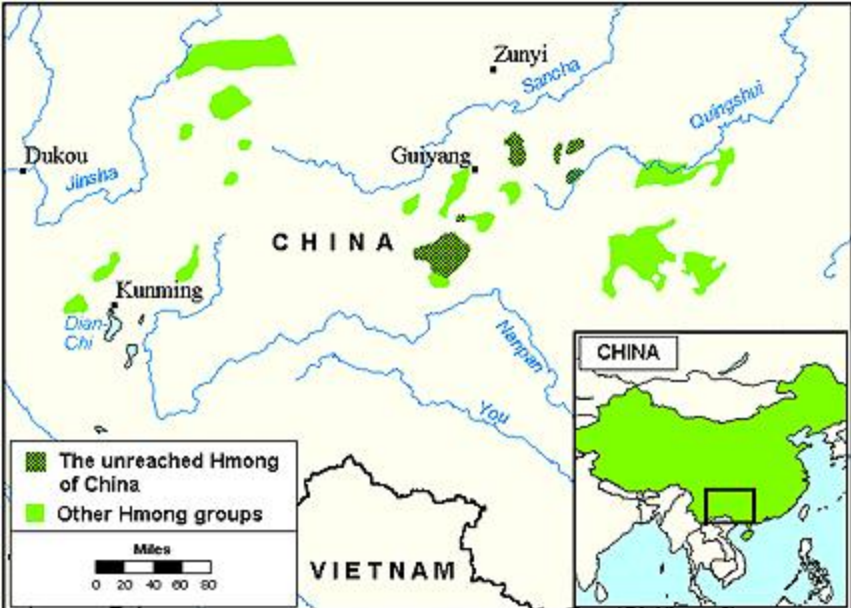 Zunyi
Sancha
Quingshui
Dukou
Guiyang
Jinsha
CHINA
Kunming
Dian-
Chi
Nanpan
You
CHINA
The unreached Hmong
of China
Other Hmong groups
Miles
0 20 40 60 80
VIETNAM